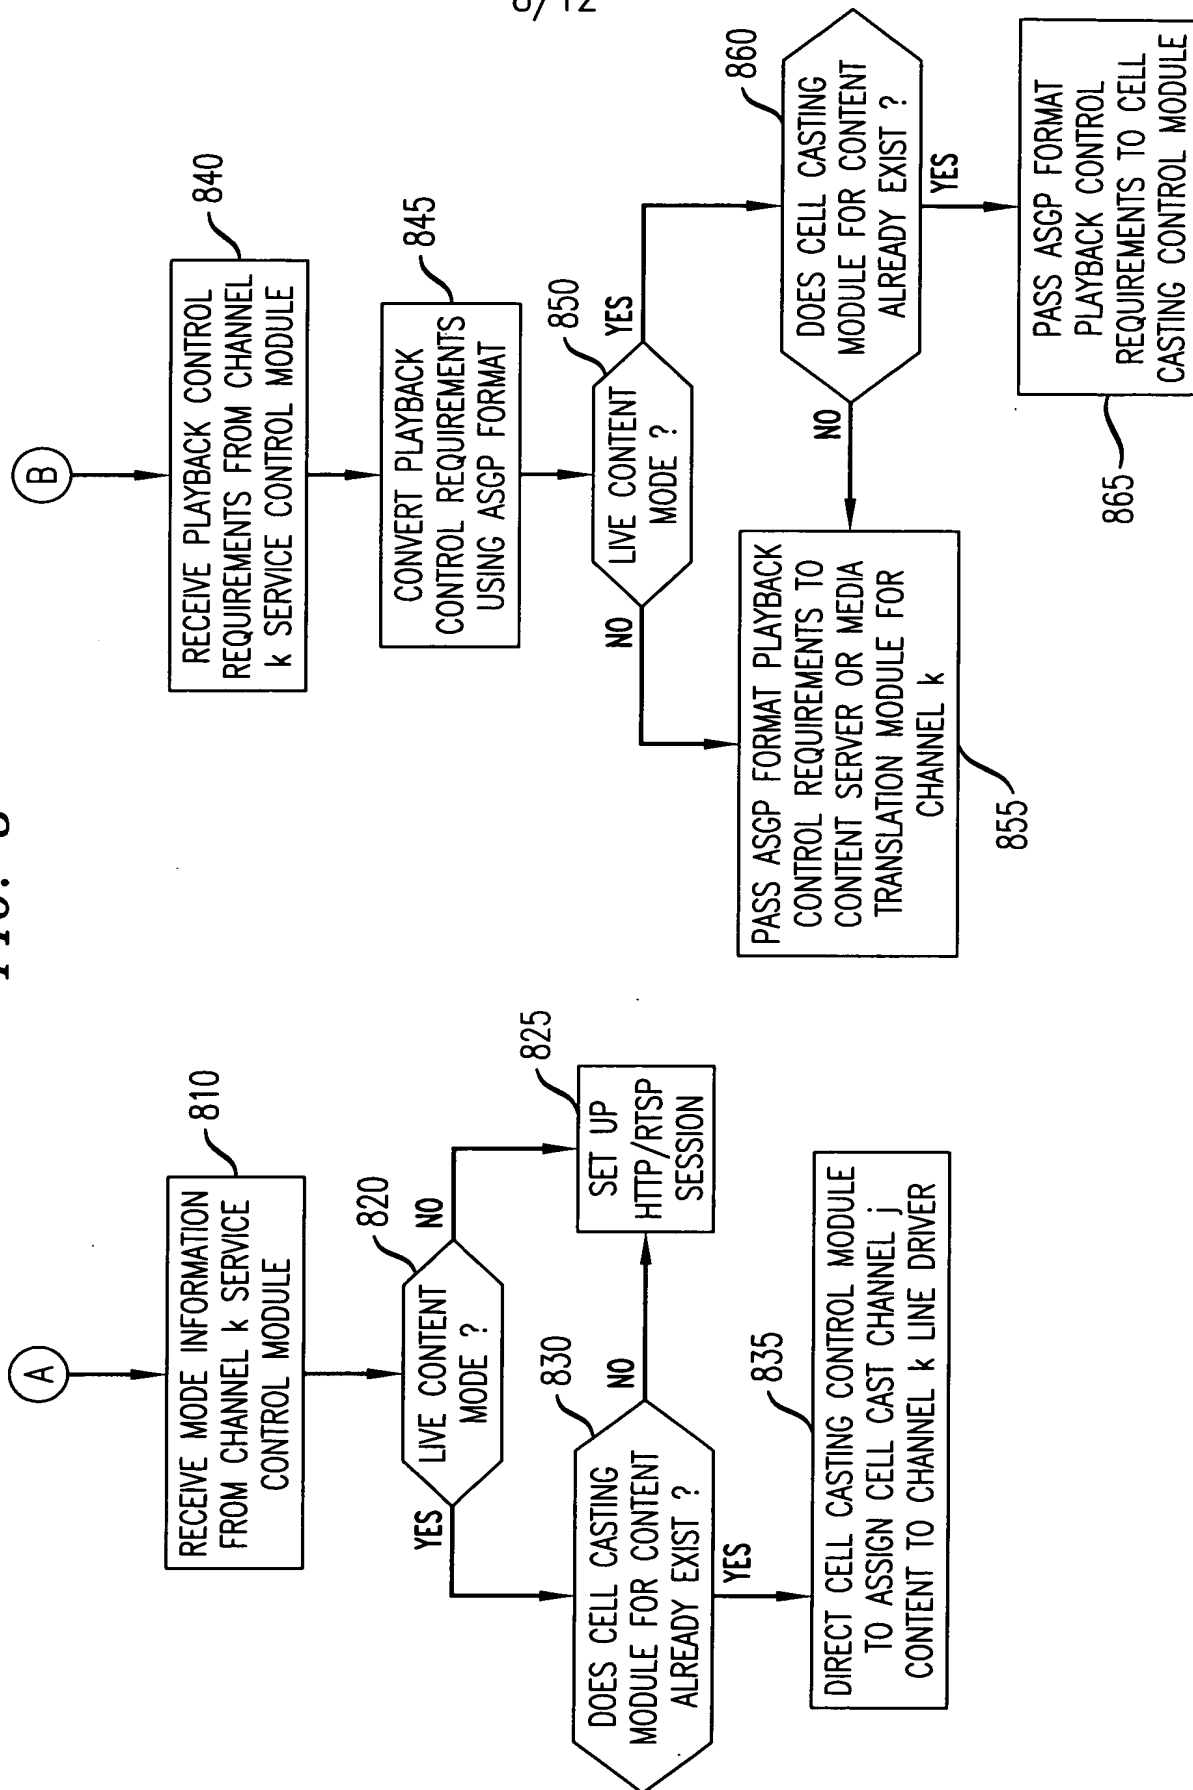 FIG. 8
A
RECEIVE MODE INFORMATION
FROM CHANNEL k SERVICE
CONTROL MODULE
810
LIVE CONTENT
MODE ?
820
YES
NO
SET UP
HTTP/RTSP
SESSION
825
DOES CELL CASTING
MODULE FOR CONTENT
ALREADY EXIST ?
830
NO
YES
DIRECT CELL CASTING CONTROL MODULE
TO ASSIGN CELL CAST CHANNEL j
CONTENT TO CHANNEL k LINE DRIVER
835
B
RECEIVE PLAYBACK CONTROL
REQUIREMENTS FROM CHANNEL
k SERVICE CONTROL MODULE
840
CONVERT PLAYBACK
CONTROL REQUIREMENTS
USING ASGP FORMAT
845
LIVE CONTENT
MODE ?
850
NO
YES
PASS ASGP FORMAT PLAYBACK
CONTROL REQUIREMENTS TO
CONTENT SERVER OR MEDIA
TRANSLATION MODULE FOR
CHANNEL k
855
DOES CELL CASTING
MODULE FOR CONTENT
ALREADY EXIST ?
860
NO
YES
PASS ASGP FORMAT
PLAYBACK CONTROL
REQUIREMENTS TO CELL
CASTING CONTROL MODULE
865